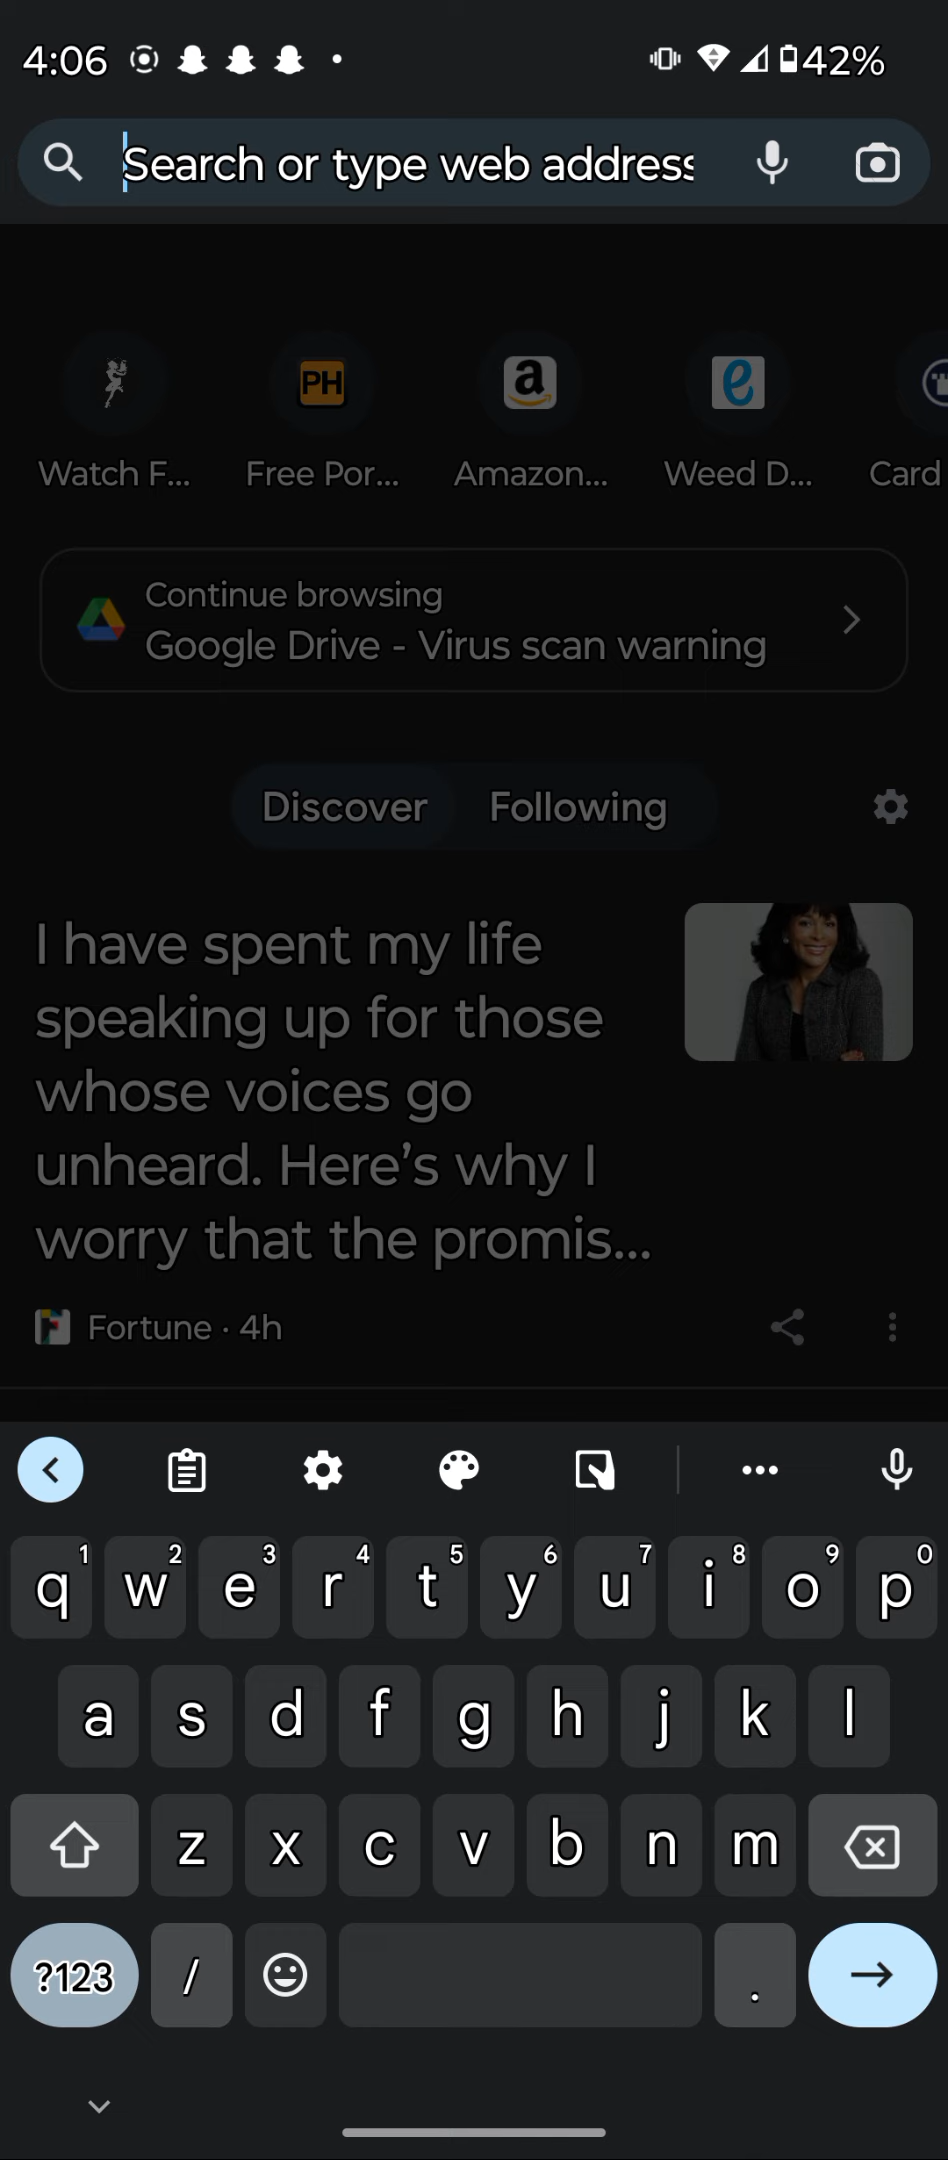 4:06 42%
Search or type web address
PH a e
Watch F... Free Por... Amazon... Weed D... Card
Continue browsing
Google Drive - Virus scan warning
Discover Following
I have spent my life
speaking up for those
whose voices go
unheard. Here’s why I
worry that the promis...
Fortune · 4h
q 1 w 2 e 3 r 4 t 5 y 6 u 7 i 8 o 9 p 0
a s d f g h j k l
z x c v b n m
?123 / .